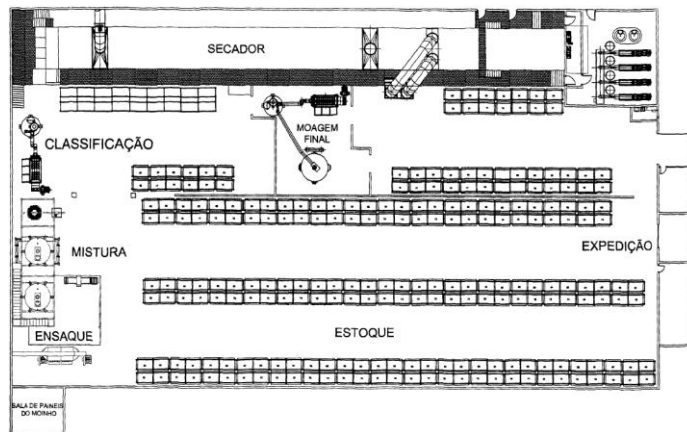 SECADOR
CLASSIFICAÇÃO
MOAGEM
FINAL
MISTURA
EXPEDIÇÃO
ENSAQUE
ESTOQUE
SALA DE PAINEIS
DO MOINHO